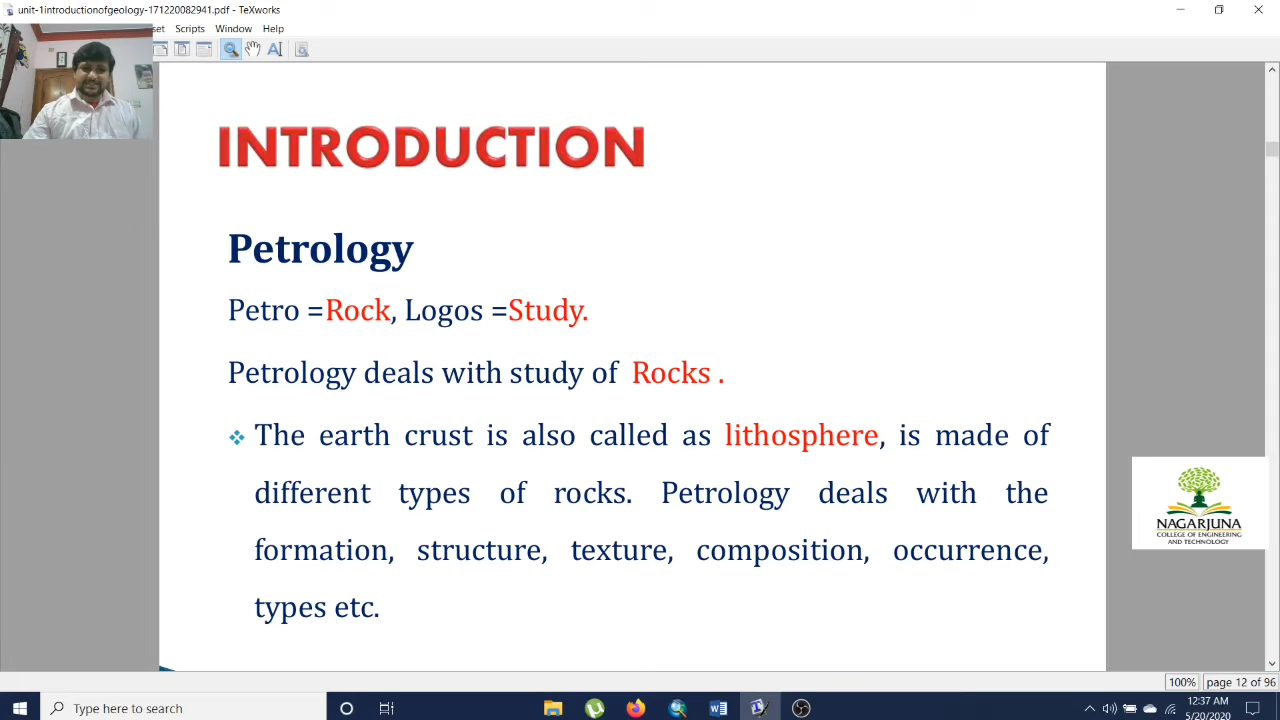 unit-1introductionofgeology-171220082941.pdf - TeXworks
set Scripts Window Help
INTRODUCTION
Petrology
Petro =Rock, Logos =Study.
Petrology deals with study of Rocks .
The earth crust is also called as lithosphere, is made of
different types of rocks. Petrology deals with the
formation, structure, texture, composition, occurrence,
types etc.
NAGARJUNA
COLLEGE OF ENGINEERING
AND TECHNOLOGY
100% page 12 of 96
Type here to search
12:37 AM
5/20/2020